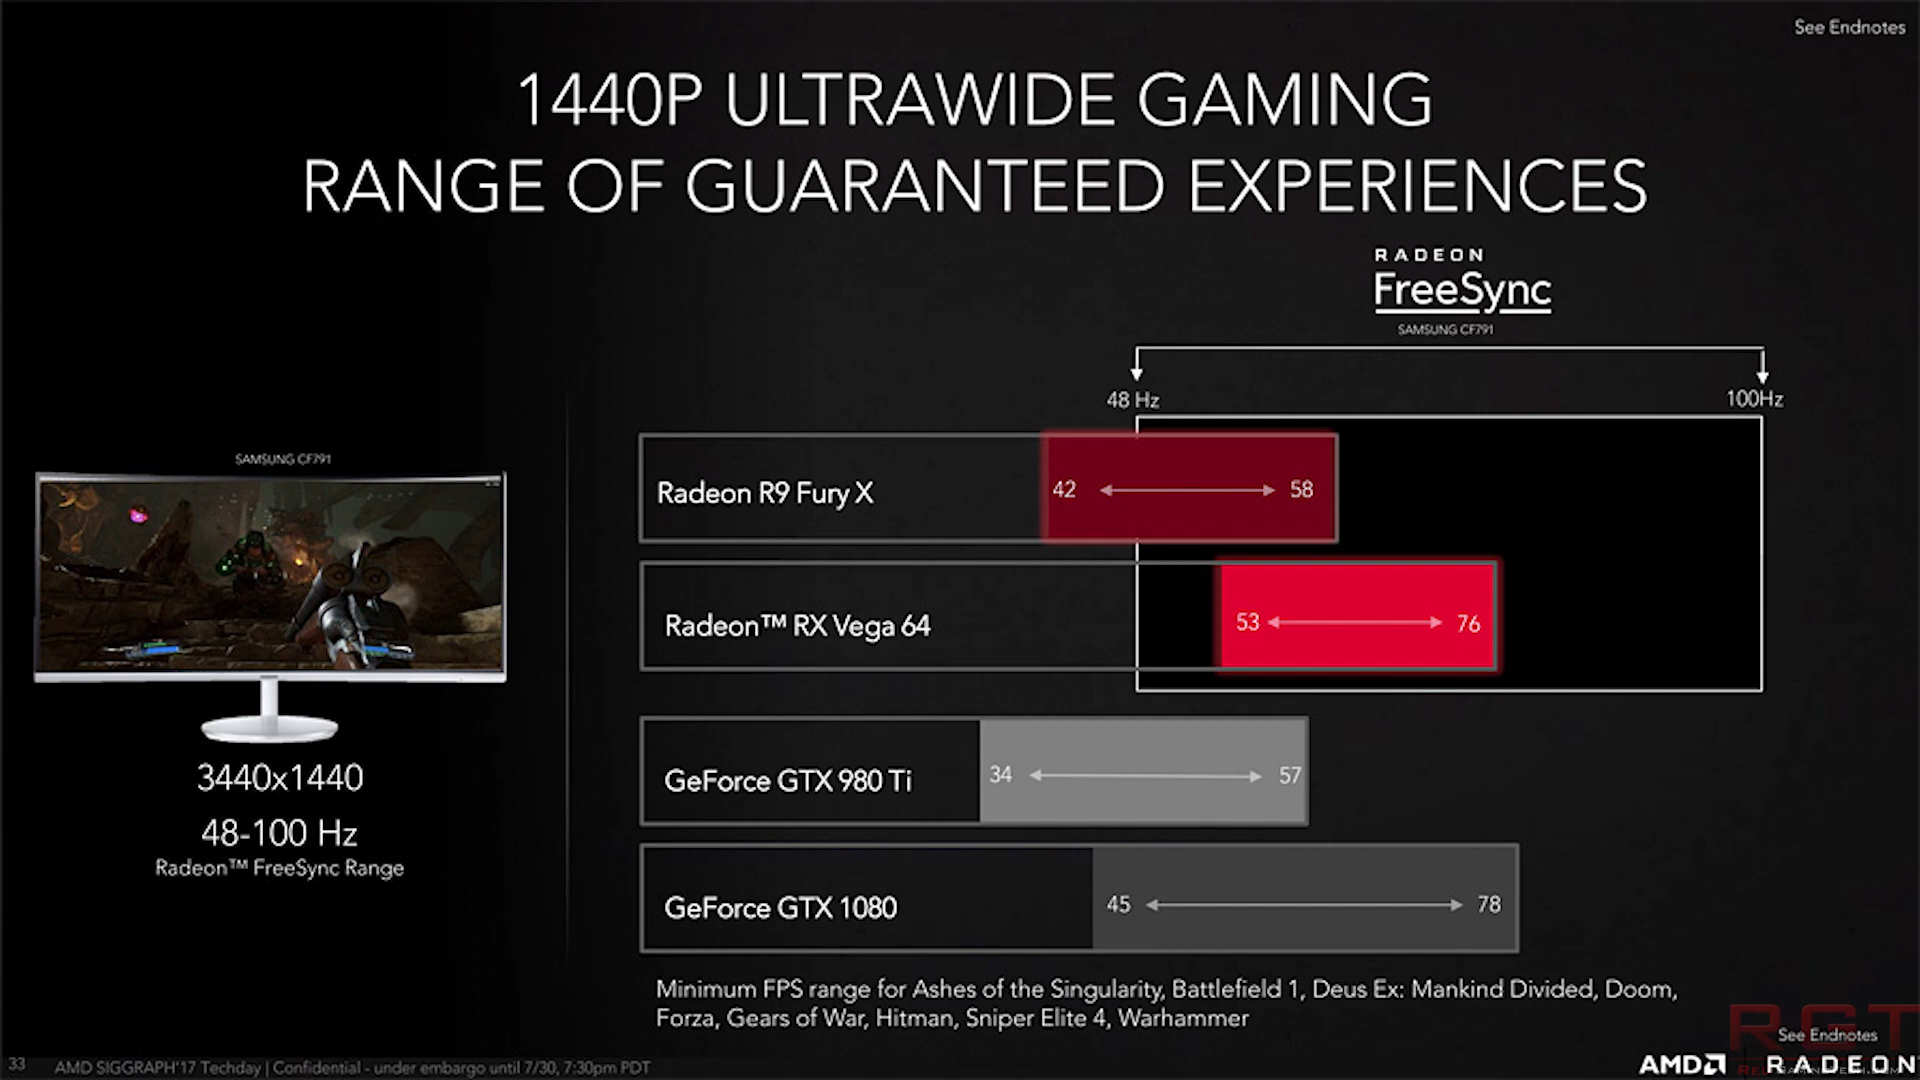 See Endnotes
1440P ULTRAWIDE GAMING
RANGE OF GUARANTEED EXPERIENCES
RADEON
FreeSync
SAMSUNG CF791
48 Hz
100Hz
SAMSUNG CF791
3440x1440
48-100 Hz
Radeon™ FreeSync Range
Radeon R9 Fury X
42
58
Radeon™ RX Vega 64
53
76
GeForce GTX 980 Ti
34
57
GeForce GTX 1080
45
78
Minimum FPS range for Ashes of the Singularity, Battlefield 1, Deus Ex: Mankind Divided, Doom,
Forza, Gears of War, Hitman, Sniper Elite 4, Warhammer
RGT
See Endnotes
33
AMD SIGGRAPH'17 Techday | Confidential - under embargo until 7/30, 7:30pm PDT
AMD
RADEON